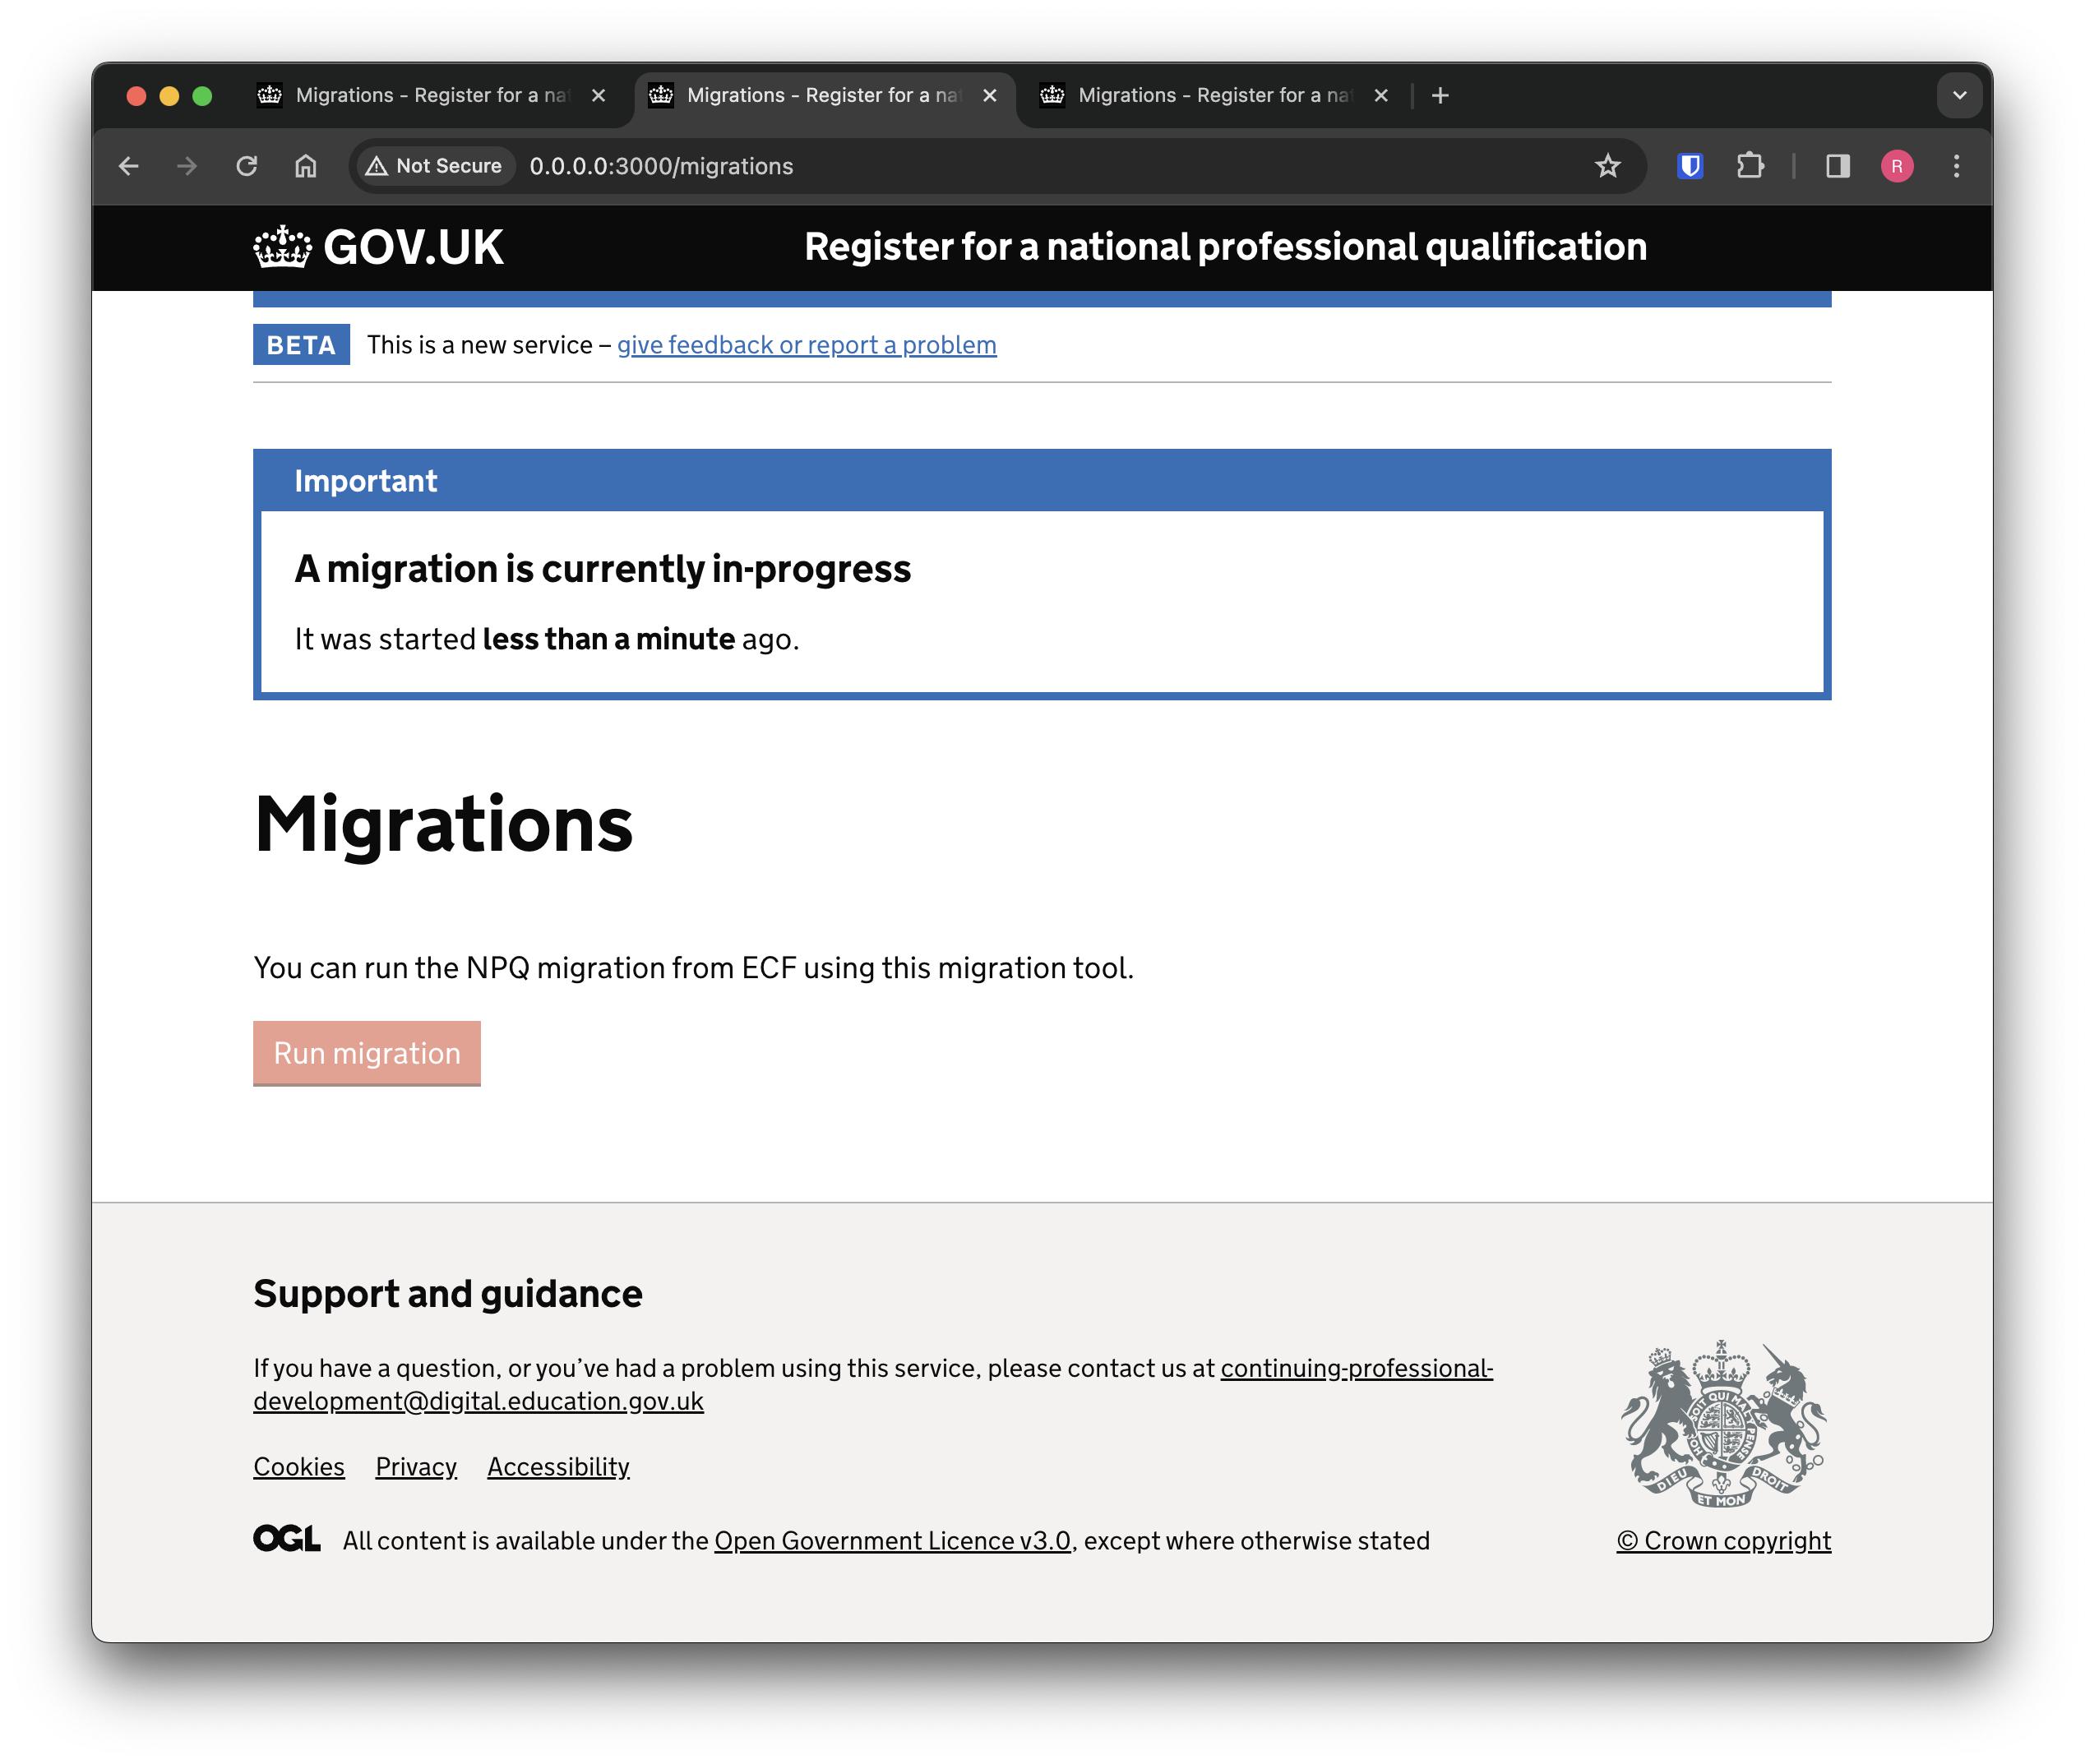 Migrations - Register for a na
Migrations - Register for a na
Migrations - Register for a na
Not Secure
0.0.0.0:3000/migrations
R
GOV.UK
Register for a national professional qualification
BETA
This is a new service – give feedback or report a problem
Important
A migration is currently in-progress
It was started less than a minute ago.
Migrations
You can run the NPQ migration from ECF using this migration tool.
Run migration
Support and guidance
If you have a question, or you’ve had a problem using this service, please contact us at continuing-professional-
development@digital.education.gov.uk
Cookies Privacy Accessibility
SOIT QUI MAL Y PENSE
DIEU ET MON DROIT
OGL All content is available under the Open Government Licence v3.0, except where otherwise stated
© Crown copyright